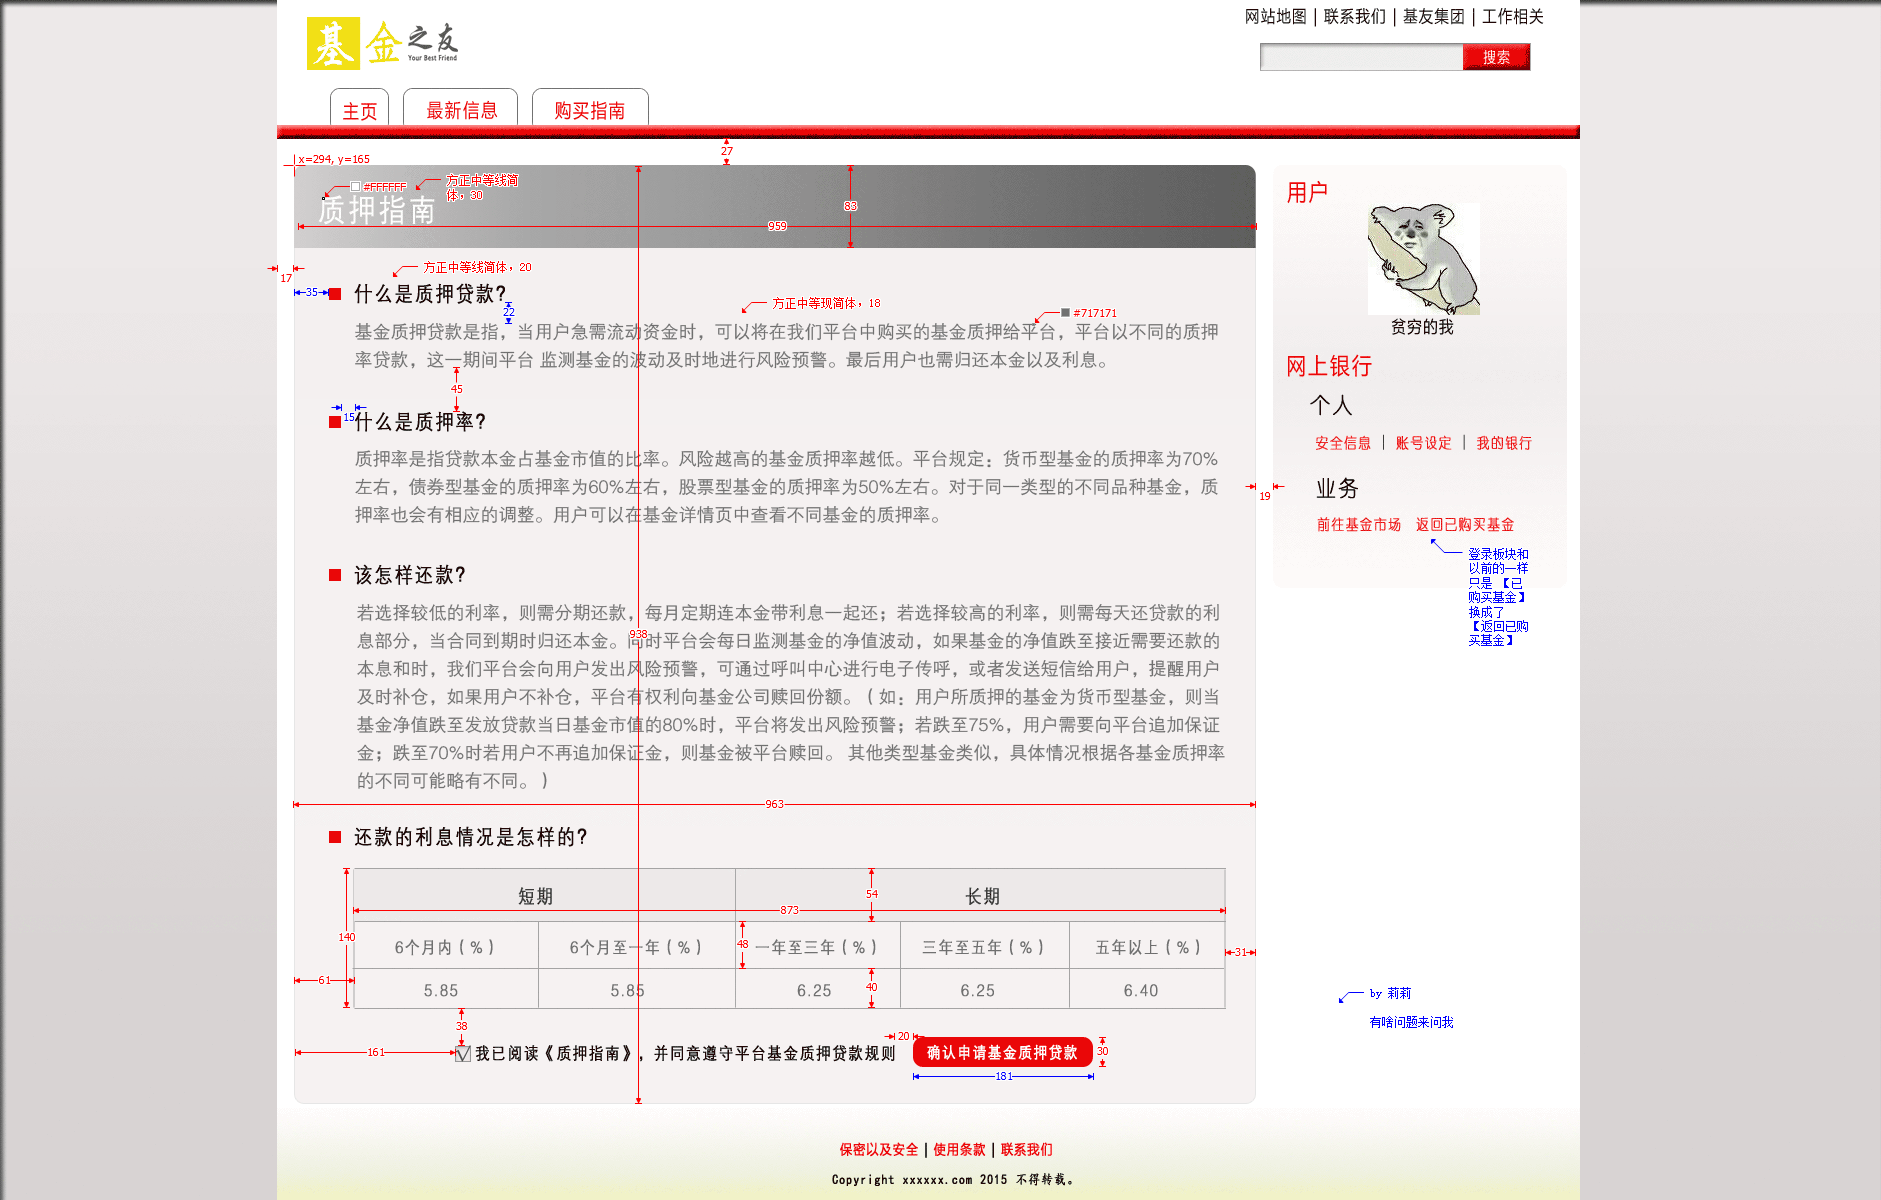 网站地图 | 联系我们 | 基友集团 | 工作相关
基金之友
Your Best Friend
搜索
主页 最新信息 购买指南
27
x=294, y=165
#FFFFFF
方正中等线简
体，30
质押指南
83
959
用户
贫穷的我
17
35
方正中等线简体，20
什么是质押贷款?
22
方正中等现简体，18
#717171
基金质押贷款是指，当用户急需流动资金时，可以将在我们平台中购买的基金质押给平台，平台以不同的质押
率贷款，这一期间平台 监测基金的波动及时地进行风险预警。最后用户也需归还本金以及利息。
45
15
什么是质押率?
质押率是指贷款本金占基金市值的比率。风险越高的基金质押率越低。平台规定：货币型基金的质押率为70%
左右，债券型基金的质押率为60%左右，股票型基金的质押率为50%左右。对于同一类型的不同品种基金，质
押率也会有相应的调整。用户可以在基金详情页中查看不同基金的质押率。
网上银行
个人
安全信息 | 账号设定 | 我的银行
19
业务
前往基金市场 返回已购买基金
登录板块和
以前的一样
只是 【已
购买基金】
换成了
【返回已购
买基金】
该怎样还款?
若选择较低的利率，则需分期还款，每月定期连本金带利息一起还；若选择较高的利率，则需每天还贷款的利
938
息部分，当合同到期时归还本金。同时平台会每日监测基金的净值波动，如果基金的净值跌至接近需要还款的
本息和时，我们平台会向用户发出风险预警，可通过呼叫中心进行电子传呼，或者发送短信给用户，提醒用户
及时补仓，如果用户不补仓，平台有权利向基金公司赎回份额。（如：用户所质押的基金为货币型基金，则当
基金净值跌至发放贷款当日基金市值的80%时，平台将发出风险预警；若跌至75%，用户需要向平台追加保证
金；跌至70%时若用户不再追加保证金，则基金被平台赎回。 其他类型基金类似，具体情况根据各基金质押率
的不同可能略有不同。）
963
还款的利息情况是怎样的?
短期 长期
54
873
140
6个月内（%） 6个月至一年（%） 一年至三年（%） 三年至五年（%） 五年以上（%）
48
31
61
5.85 5.85 6.25 6.25 6.40
40
38
161
我已阅读《质押指南》，并同意遵守平台基金质押贷款规则
20
确认申请基金质押贷款
30
181
by 莉莉
有啥问题来问我
保密以及安全 | 使用条款 | 联系我们
Copyright xxxxxx.com 2015 不得转载。